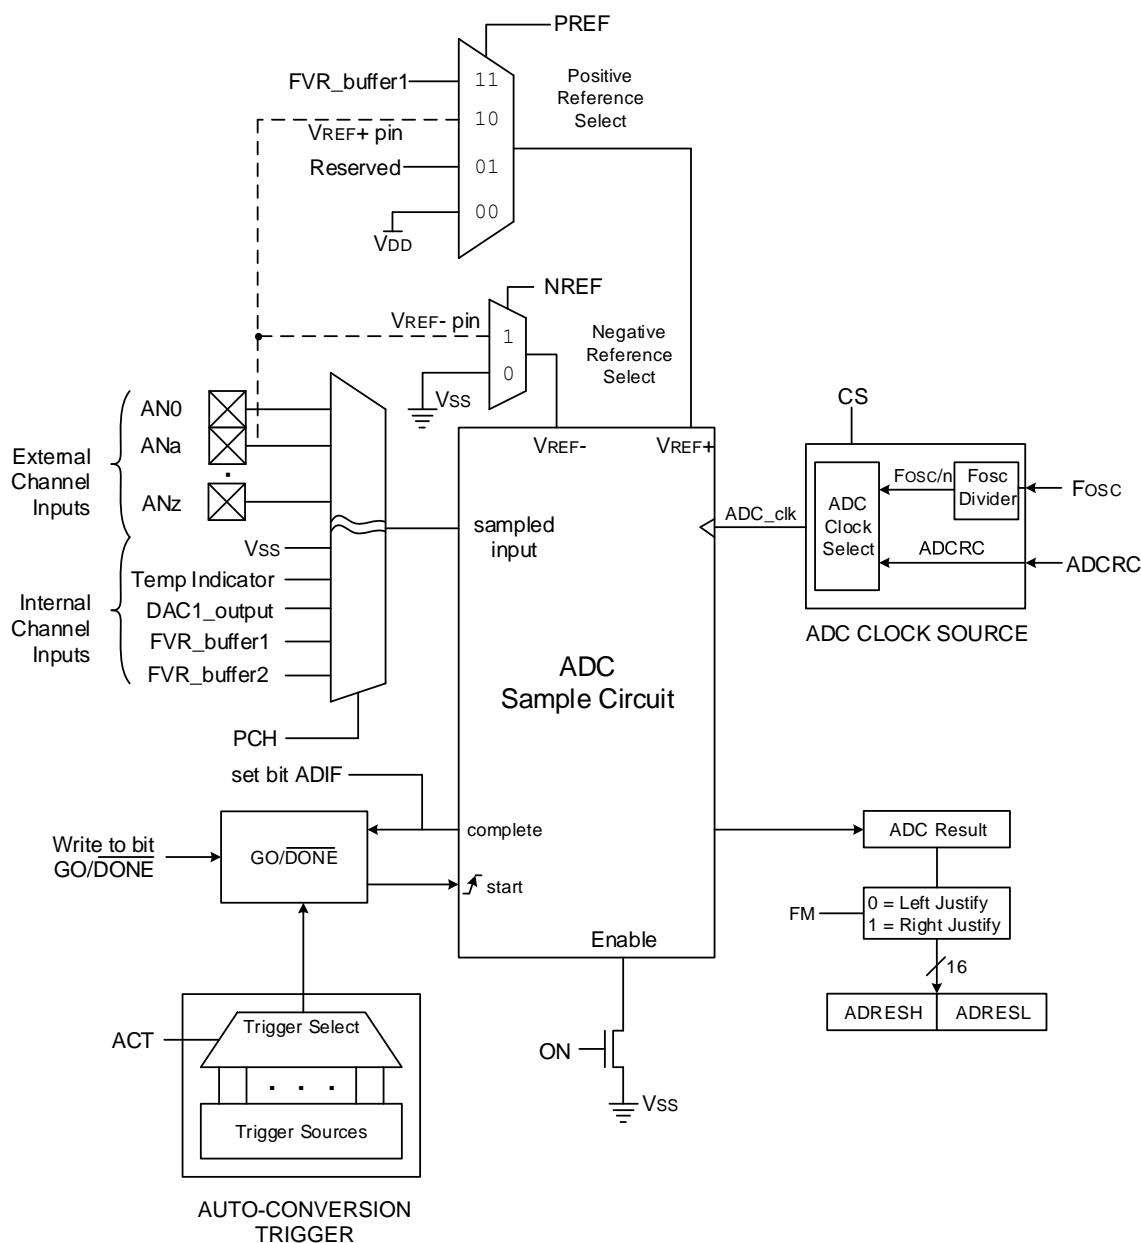 PREF
FVR_buffer1
11
Positive
Reference
Select
VREF+ pin
10
Reserved
01
00
VDD
NREF
VREF- pin
1
Negative
Reference
Select
0
VSS
External
Channel
Inputs
AN0
ANa
.
ANz
Internal
Channel
Inputs
VSS
Temp Indicator
DAC1_output
FVR_buffer1
FVR_buffer2
PCH
VREF-
VREF+
sampled
input
ADC_clk
CS
ADC
Clock
Select
FOSC/n
Fosc
Divider
FOSC
ADCRC
ADCRC
ADC CLOCK SOURCE
ADC
Sample Circuit
set bit ADIF
Write to bit
GO/DONE
GO/DONE
complete
start
Enable
ADC Result
FM
0 = Left Justify
1 = Right Justify
16
ADRESH
ADRESL
ON
VSS
ACT
Trigger Select
. . .
Trigger Sources
AUTO-CONVERSION
TRIGGER